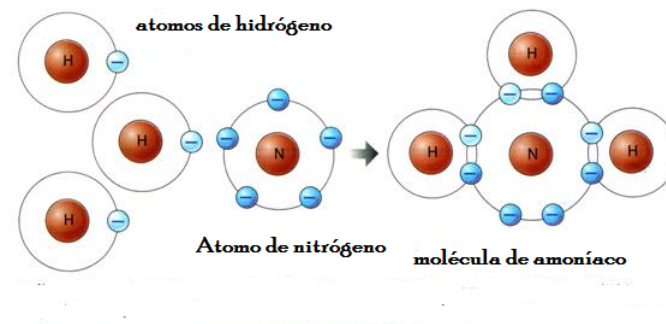 atomos de hidrógeno
H
H
H
N
Atomo de nitrógeno
H
H
N
H
molécula de amoníaco